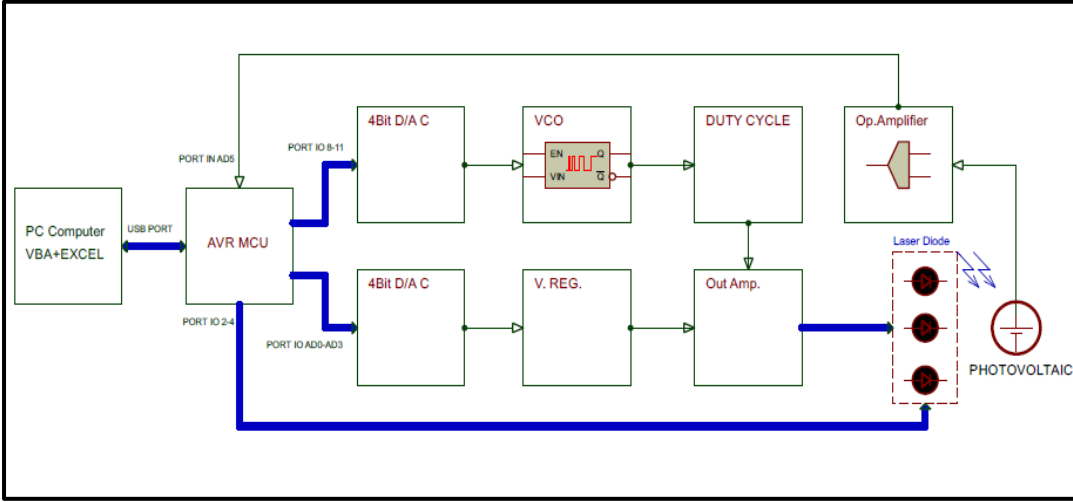 PORT IN AD5
PORT IO 8-11
4Bit D/A C
VCO
EN
Q
VIN
Q
DUTY CYCLE
Op.Amplifier
PC Computer
VBA+EXCEL
USB PORT
AVR MCU
PORT IO 2-4
PORT IO AD0-AD3
4Bit D/A C
V. REG.
Out Amp.
Laser Diode
PHOTOVOLTAIC